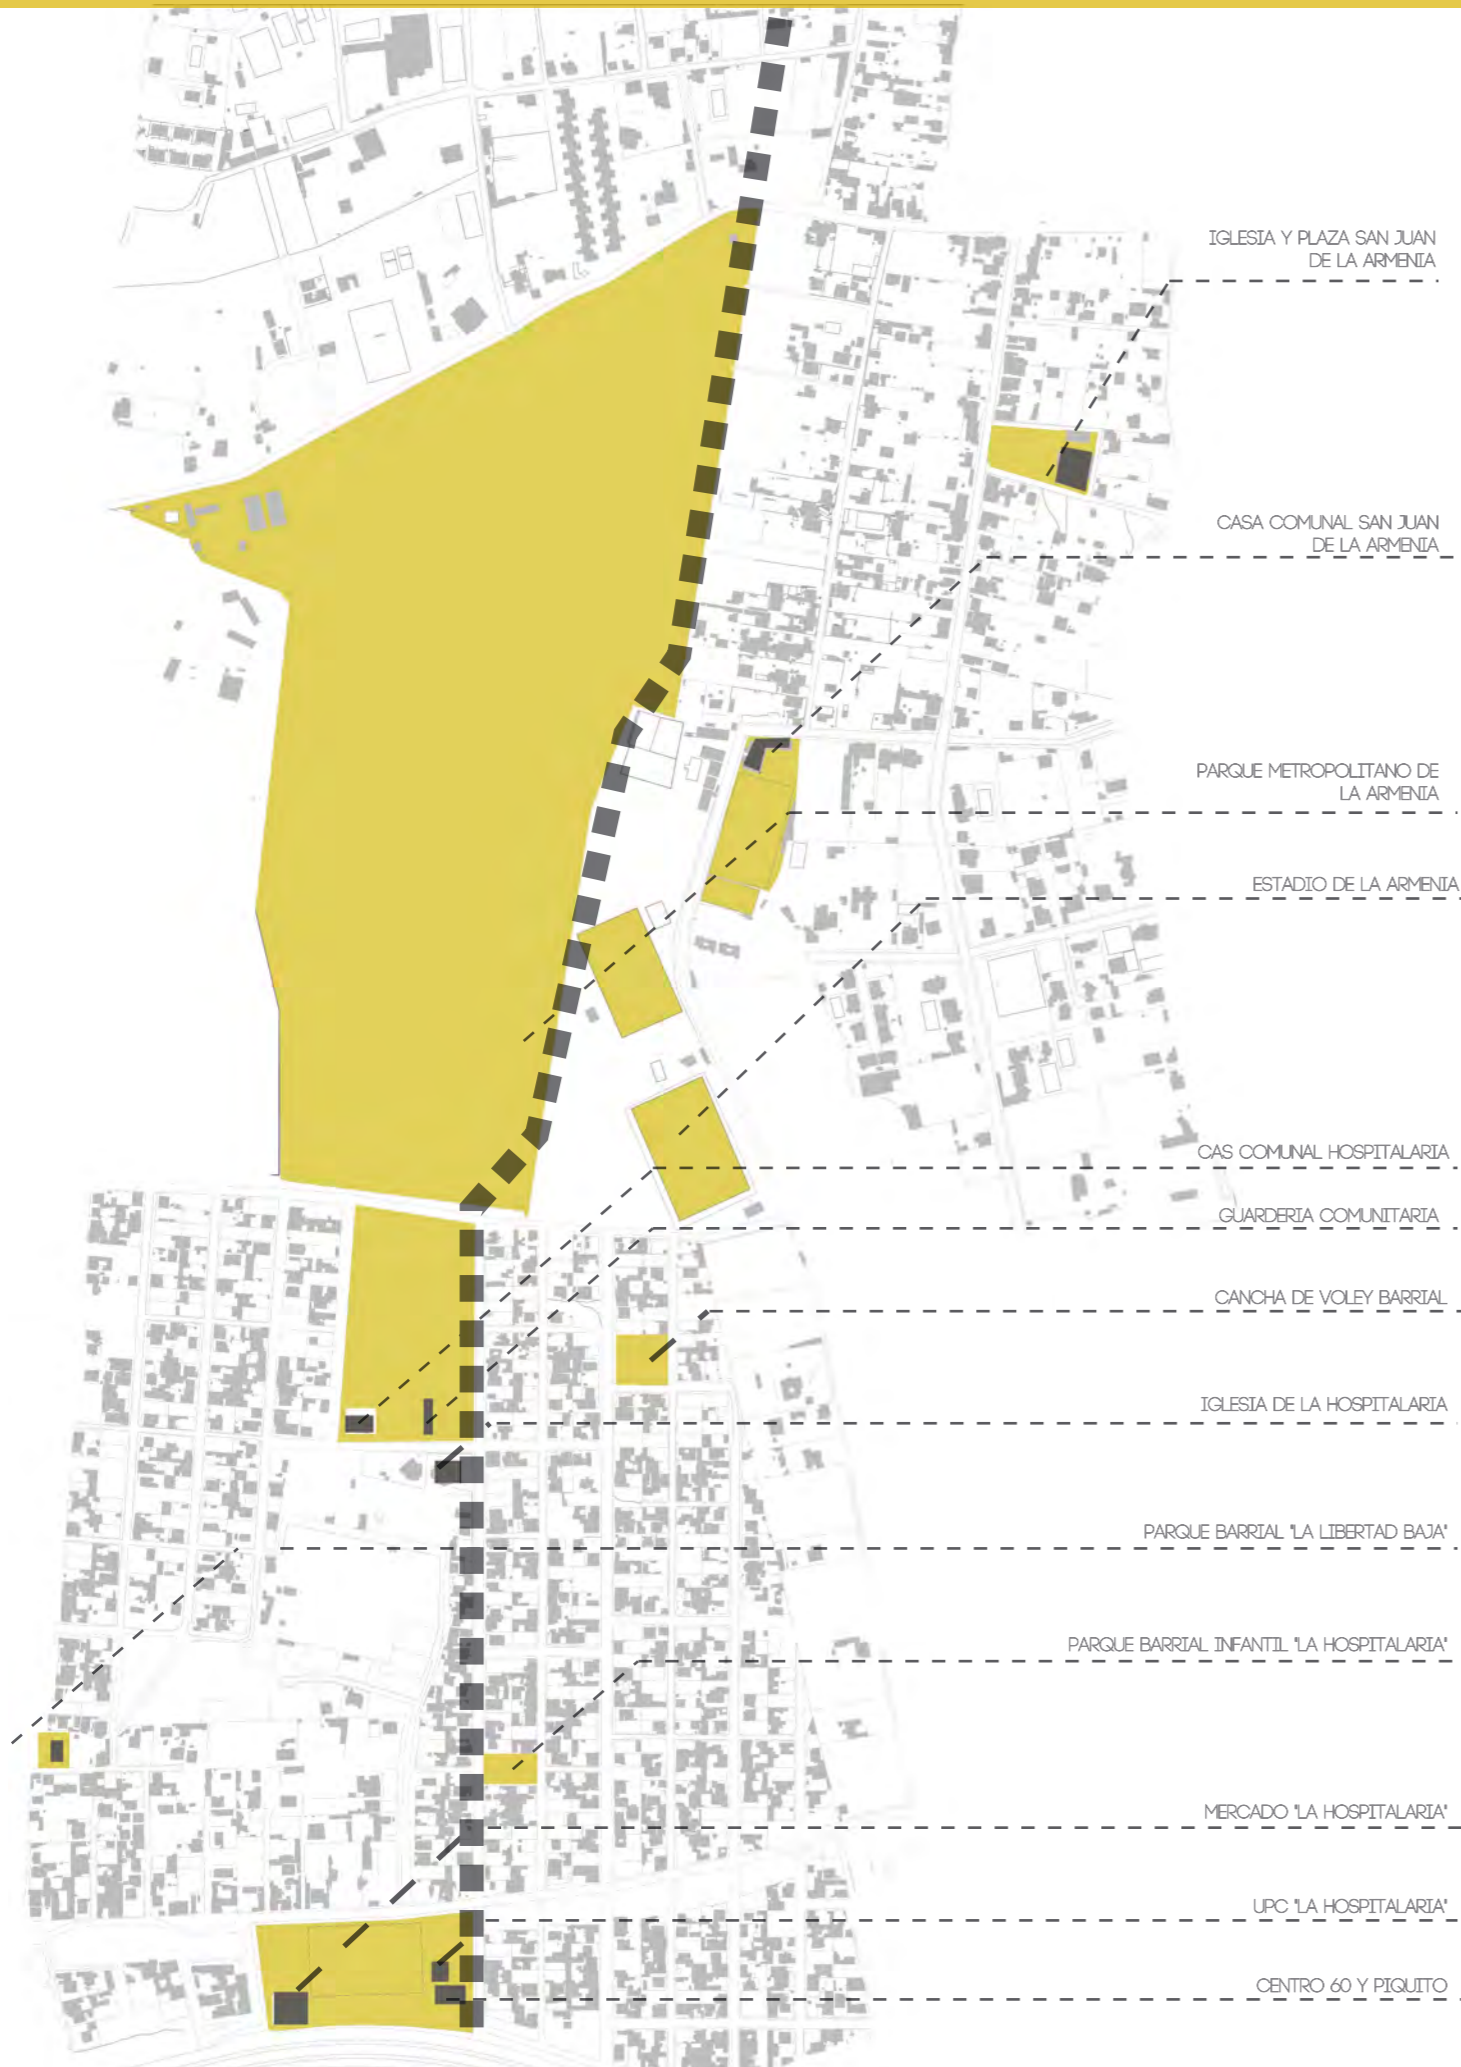 IGLESIA Y PLAZA SAN JUAN
DE LA ARMENIA
CASA COMUNAL SAN JUAN
DE LA ARMENIA
PARQUE METROPOLITANO DE
LA ARMENIA
ESTADIO DE LA ARMENIA
CAS COMUNAL HOSPITALARIA
GUARDERIA COMUNITARIA
CANCHA DE VOLEY BARRIAL
IGLESIA DE LA HOSPITALARIA
PARQUE BARRIAL "LA LIBERTAD BAJA"
PARQUE BARRIAL INFANTIL "LA HOSPITALARIA"
MERCADO "LA HOSPITALARIA"
UPC "LA HOSPITALARIA"
CENTRO 60 Y PIQUITO